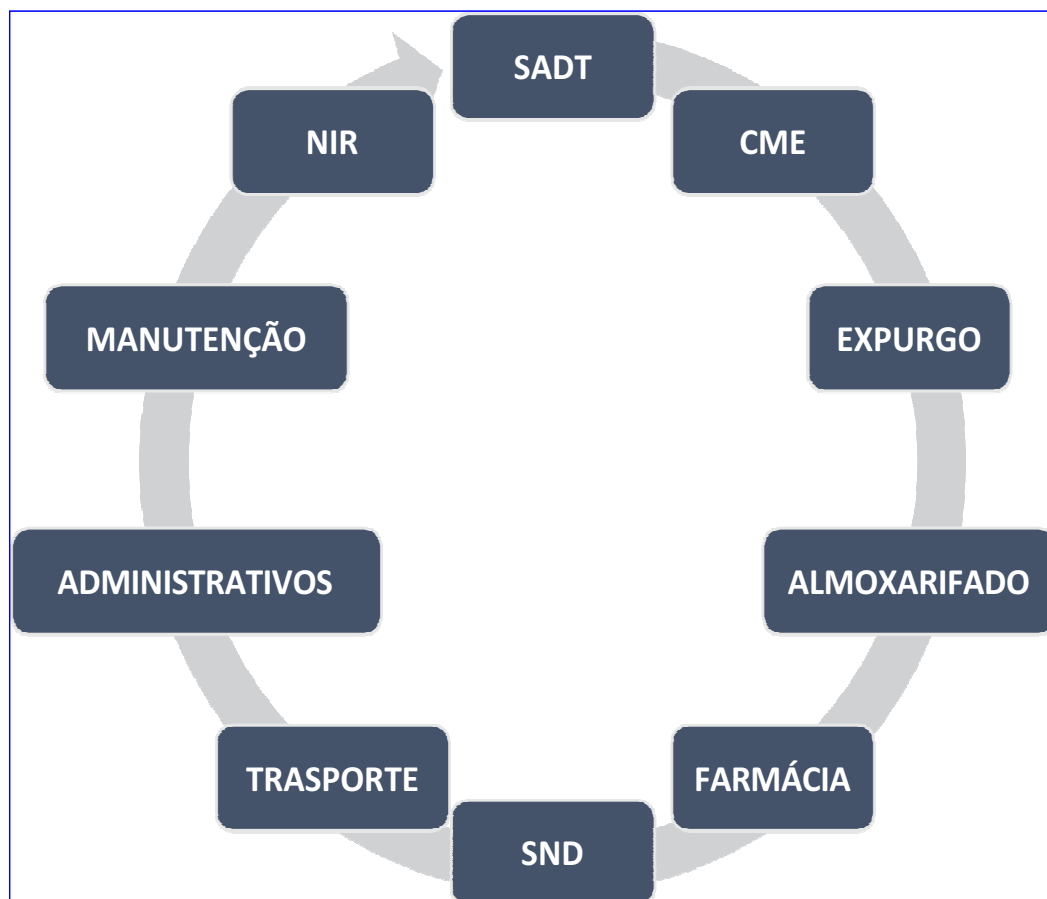 SADT
CME
EXPURGO
ALMOXARIFADO
FARMÁCIA
SND
TRASPORTE
ADMINISTRATIVOS
MANUTENÇÃO
NIR